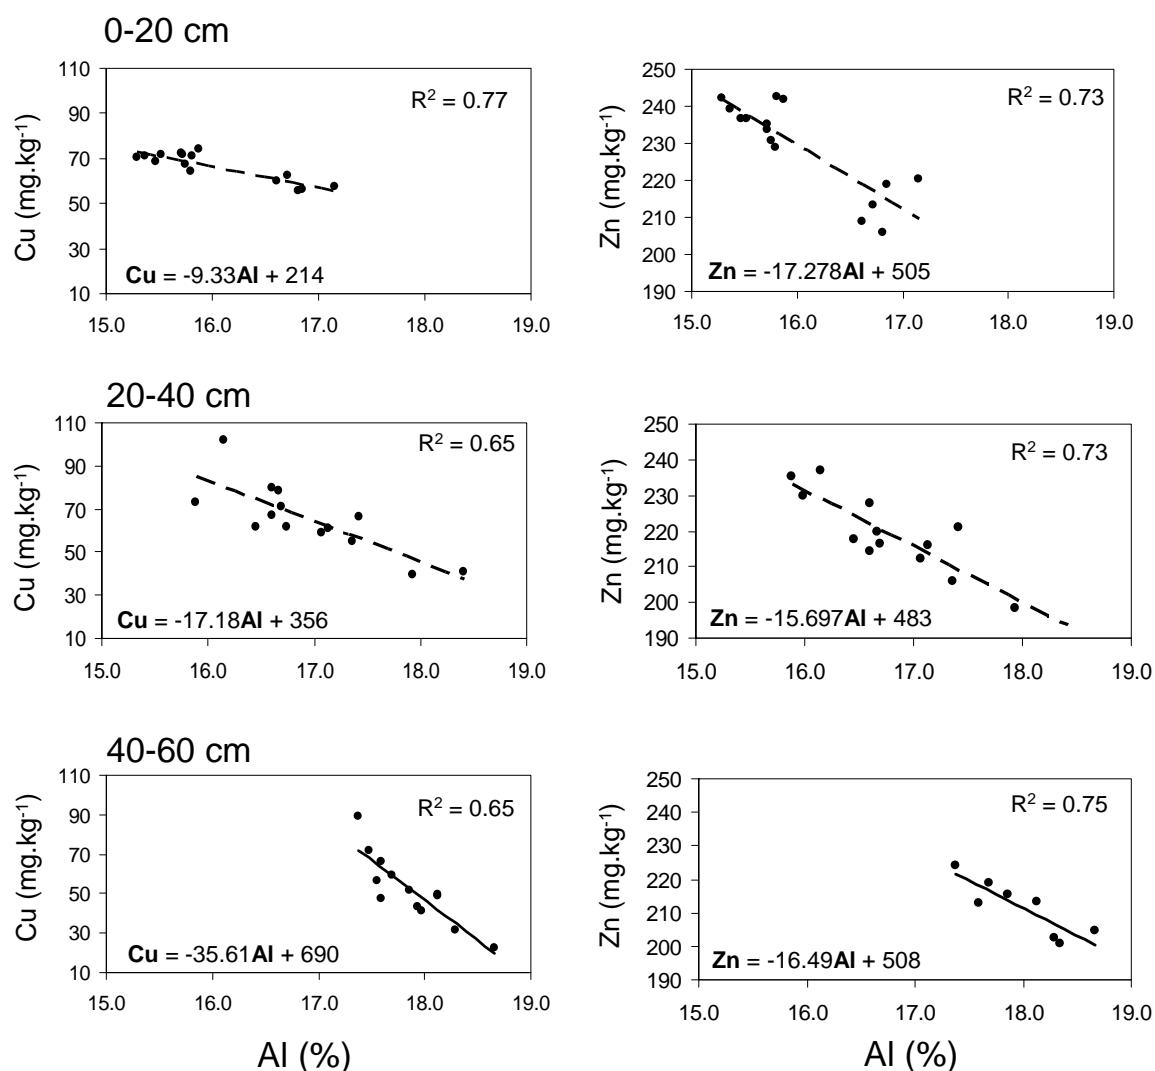 0-20 cm
110
90
70
50
30
10
Cu (mg.kg-1)
R2 = 0.77
Cu = -9.33Al + 214
15.0 16.0 17.0 18.0 19.0
250
240
230
220
210
200
190
Zn (mg.kg-1)
R2 = 0.73
Zn = -17.278Al + 505
15.0 16.0 17.0 18.0 19.0
20-40 cm
110
90
70
50
30
10
Cu (mg.kg-1)
R2 = 0.65
Cu = -17.18Al + 356
15.0 16.0 17.0 18.0 19.0
250
240
230
220
210
200
190
Zn (mg.kg-1)
R2 = 0.73
Zn = -15.697Al + 483
15.0 16.0 17.0 18.0 19.0
40-60 cm
110
90
70
50
30
10
Cu (mg.kg-1)
R2 = 0.65
Cu = -35.61Al + 690
15.0 16.0 17.0 18.0 19.0
Al (%)
250
240
230
220
210
200
190
Zn (mg.kg-1)
R2 = 0.75
Zn = -16.49Al + 508
15.0 16.0 17.0 18.0 19.0
Al (%)